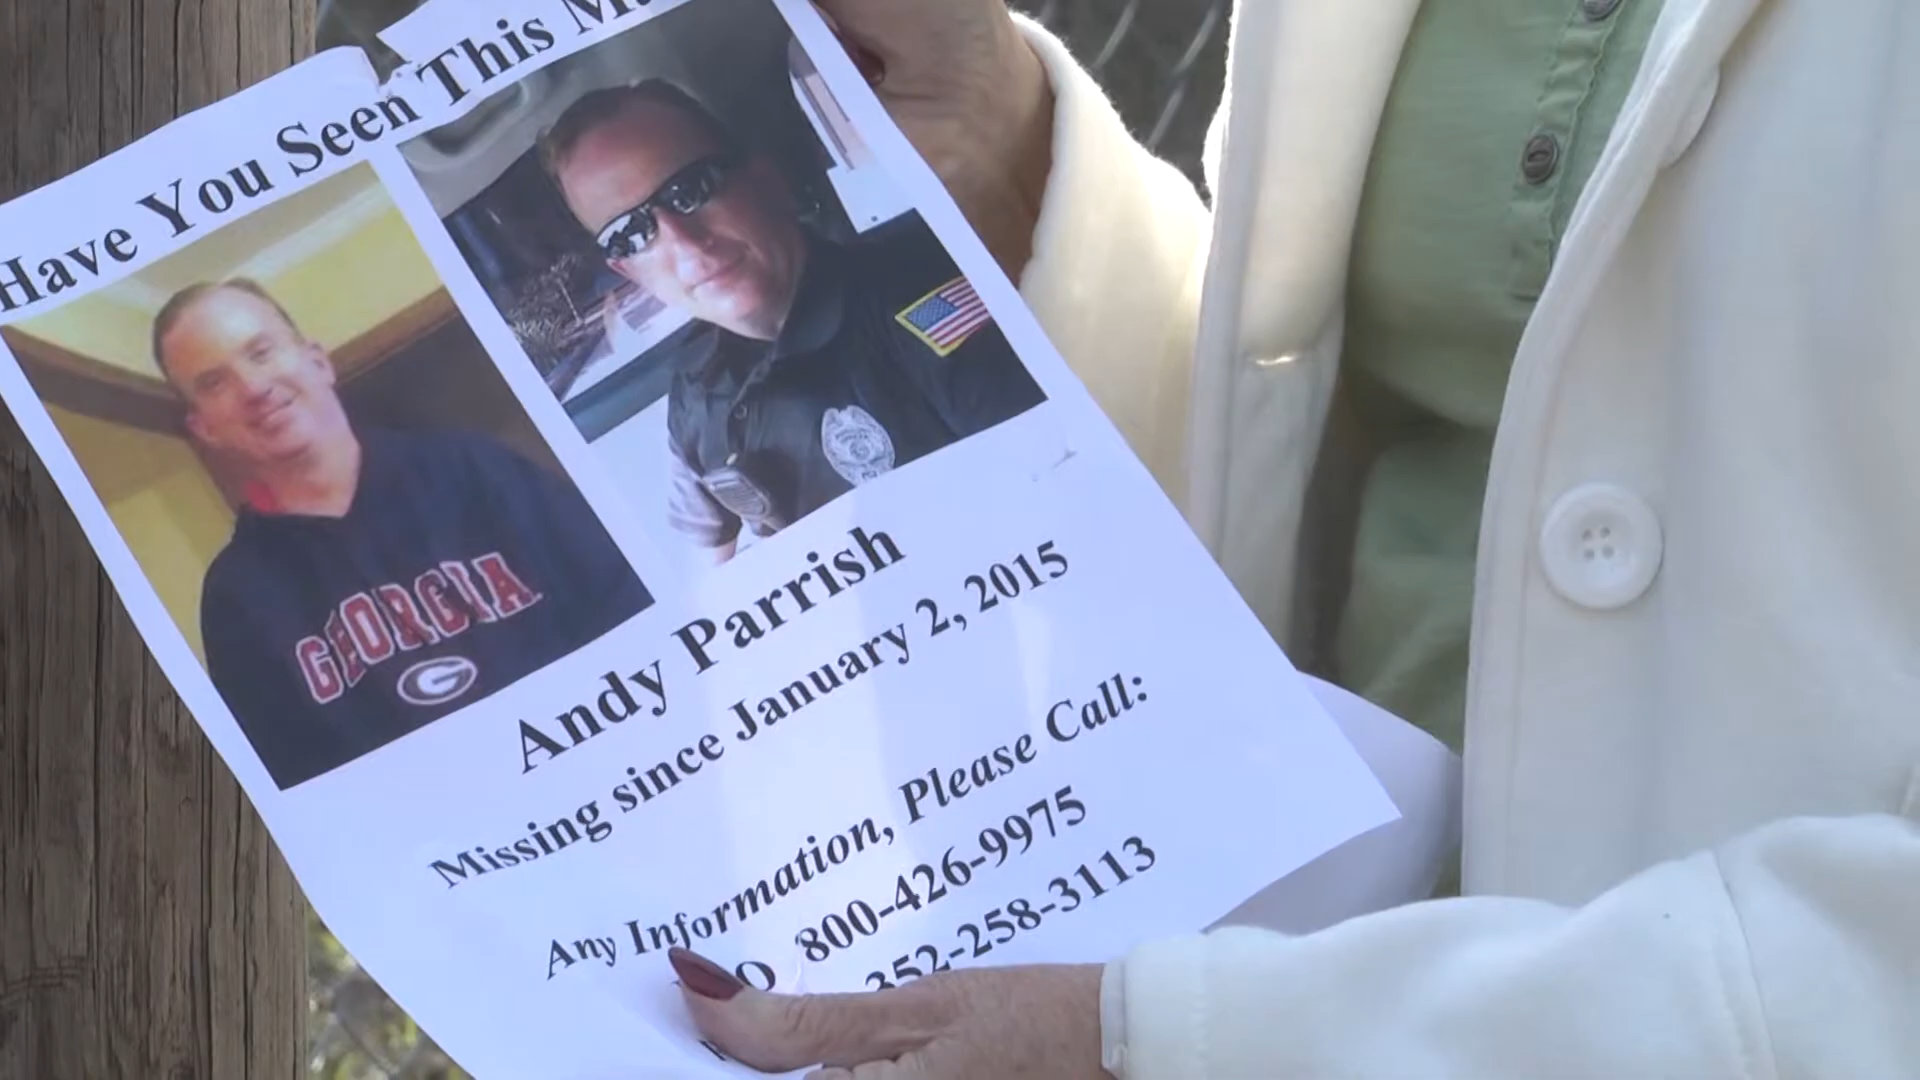 Have You Seen This
GEORGIA
G
Andy Parrish
Missing since January 2, 2015
Any Information, Please Call:
800-426-9975
352-258-3113